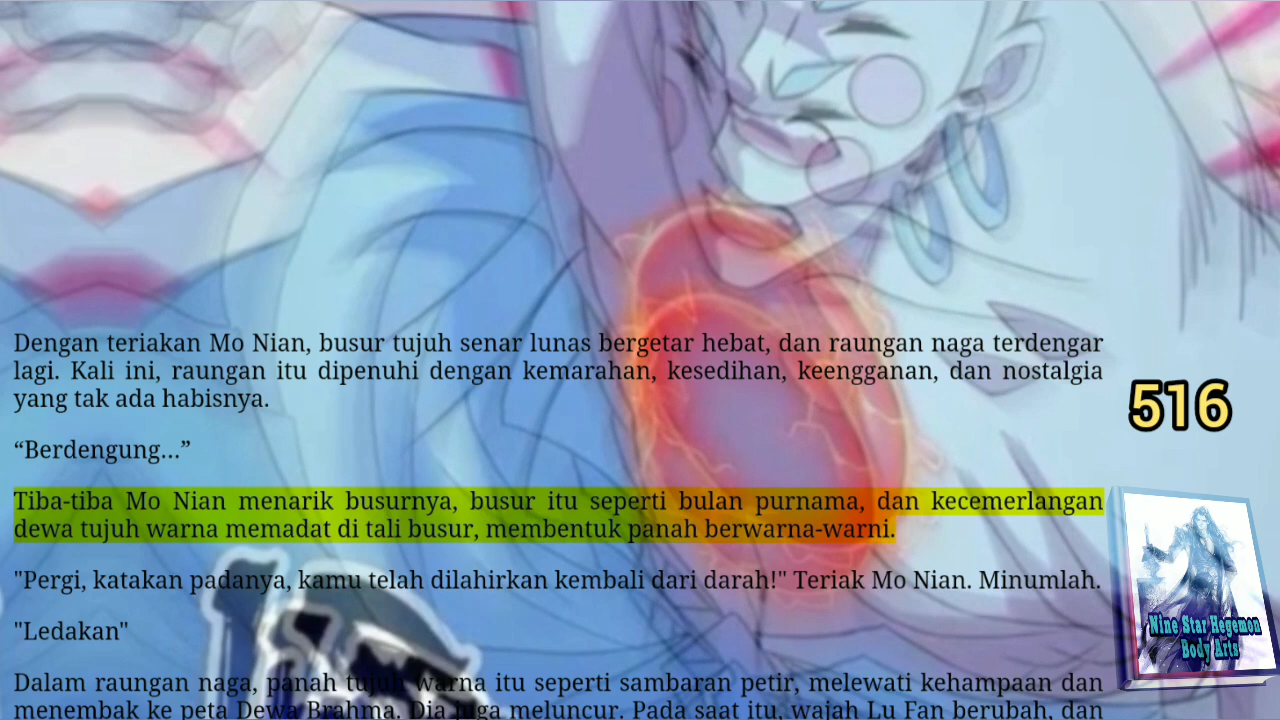 Dengan teriakan Mo Nian, busur tujuh senar lunas bergetar hebat, dan raungan naga terdengar
lagi. Kali ini, raungan itu dipenuhi dengan kemarahan, kesedihan, keengganan, dan nostalgia
yang tak ada habisnya.
516
“Berdengung...”
Tiba-tiba Mo Nian menarik busurnya, busur itu seperti bulan purnama, dan kecemerlangan
dewa tujuh warna memadat di tali busur, membentuk panah berwarna-warni.
"Pergi, katakan padanya, kamu telah dilahirkan kembali dari darah!" Teriak Mo Nian. Minumlah.
"Ledakan"
Nine Star Hegemon
Body Arts
Dalam raungan naga, panah tujuh warna itu seperti sambaran petir, melewati kehampaan dan
menembak ke peta Dewa Brahma. Dia juga meluncur. Pada saat itu, wajah Lu Fan berubah, dan